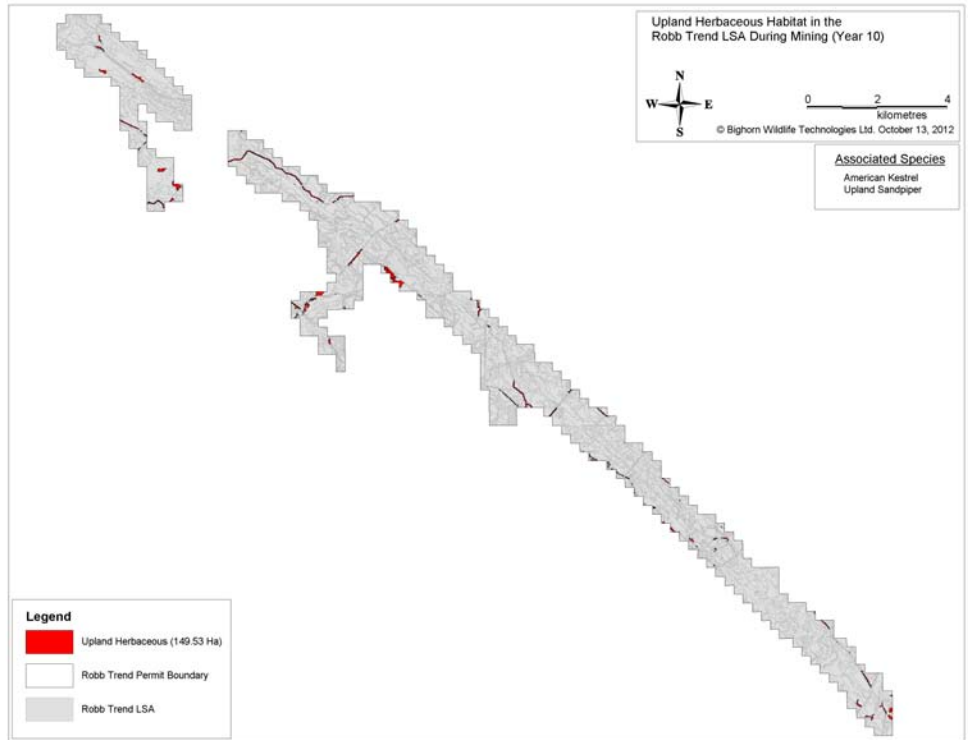 Upland Herbaceous Habitat in the
Robb Trend LSA During Mining (Year 10)
N
W E
S
0 2 4
kilometres
© Bighorn Wildlife Technologies Ltd. October 13, 2012
Associated Species
American Kestrel
Upland Sandpiper
Legend
Upland Herbaceous (149.53 Ha)
Robb Trend Permit Boundary
Robb Trend LSA